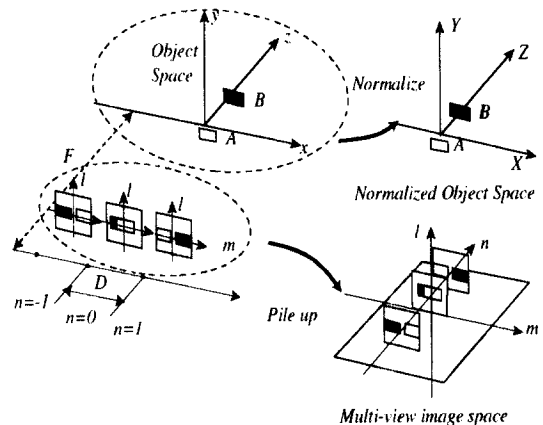 y
z
Object
Space
B
A
x
Normalize
Y
Z
B
A
X
Normalized Object Space
F
l
l
l
m
D
n=-1
n=0
n=1
Pile up
l
n
m
Multi-view image space